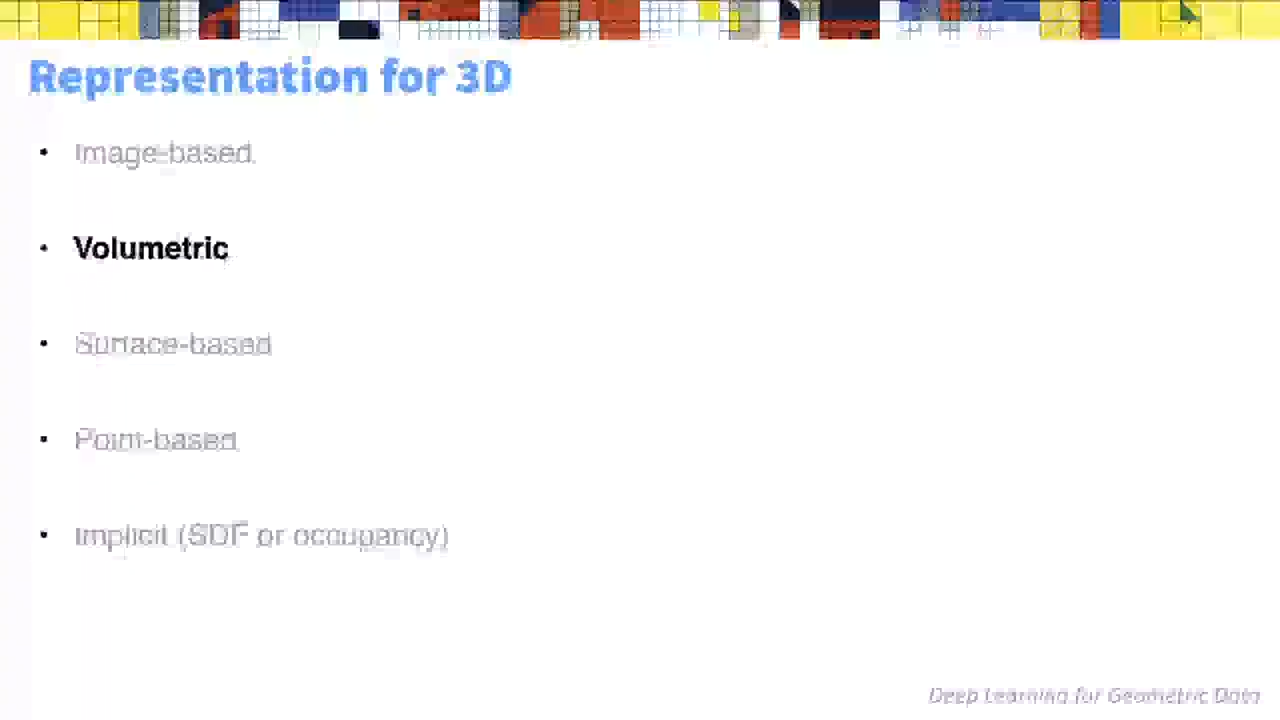 Representation for 3D
• Image-based
• Volumetric
• Surface-based
• Point-based
• Implicit (SDF or occupancy)
Deep Learning for Geometric Data